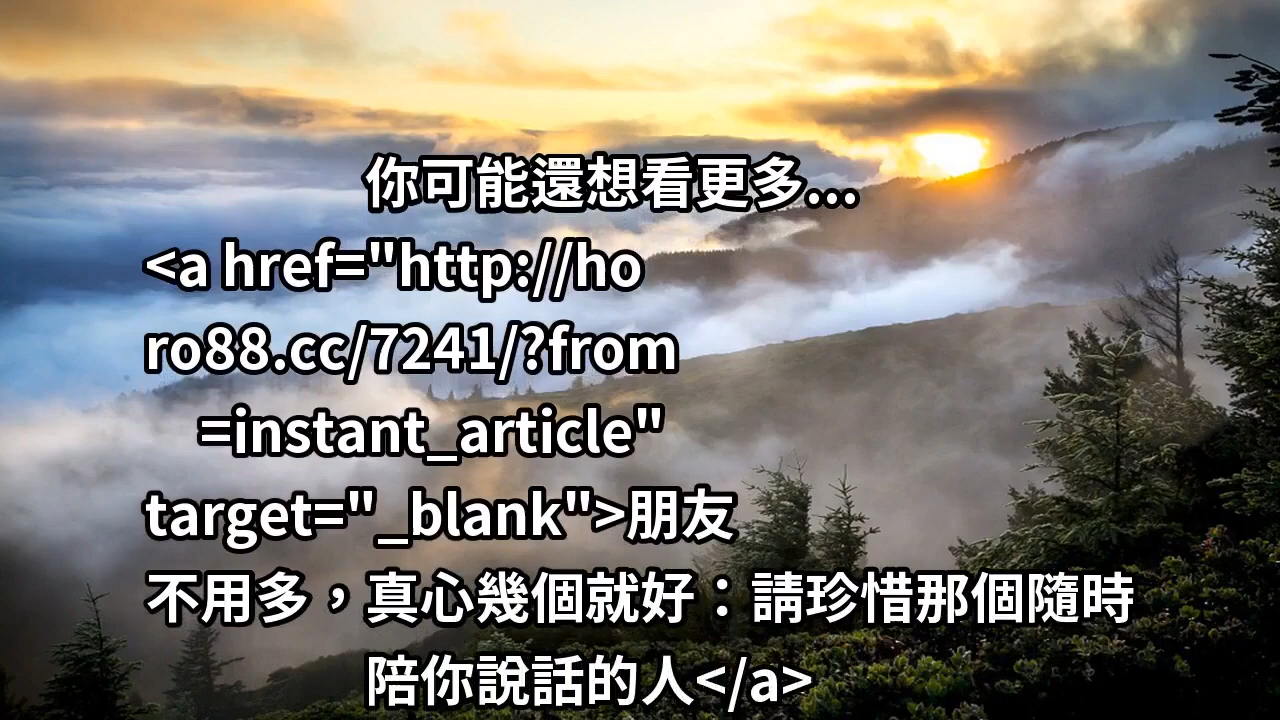 你可能還想看更多...
<a href="http://ho
ro88.cc/7241/?from
=instant_article"
target="_blank">朋友
不用多，真心幾個就好：請珍惜那個隨時
陪你說話的人</a>